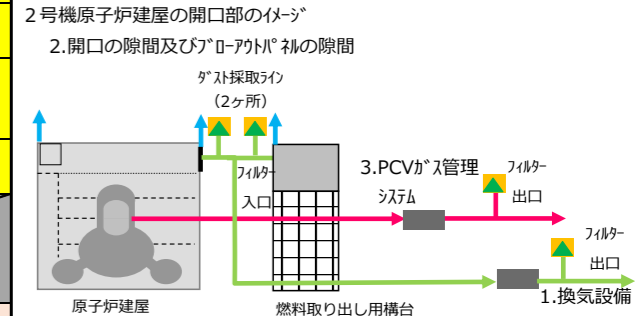 2号機原子炉建屋の開口部のｲﾒｰｼﾞ
2.開口の隙間及びﾌﾞﾛｰｱｳﾄﾊﾟﾈﾙの隙間
ﾀﾞｽﾄ採取ﾗｲﾝ
(2ヶ所)
ﾌｨﾙﾀｰ
入口
3.PCVｶﾞｽ管理
ｼｽﾃﾑ
ﾌｨﾙﾀｰ
出口
ﾌｨﾙﾀｰ
出口
1.換気設備
原子炉建屋
燃料取り出し用構台